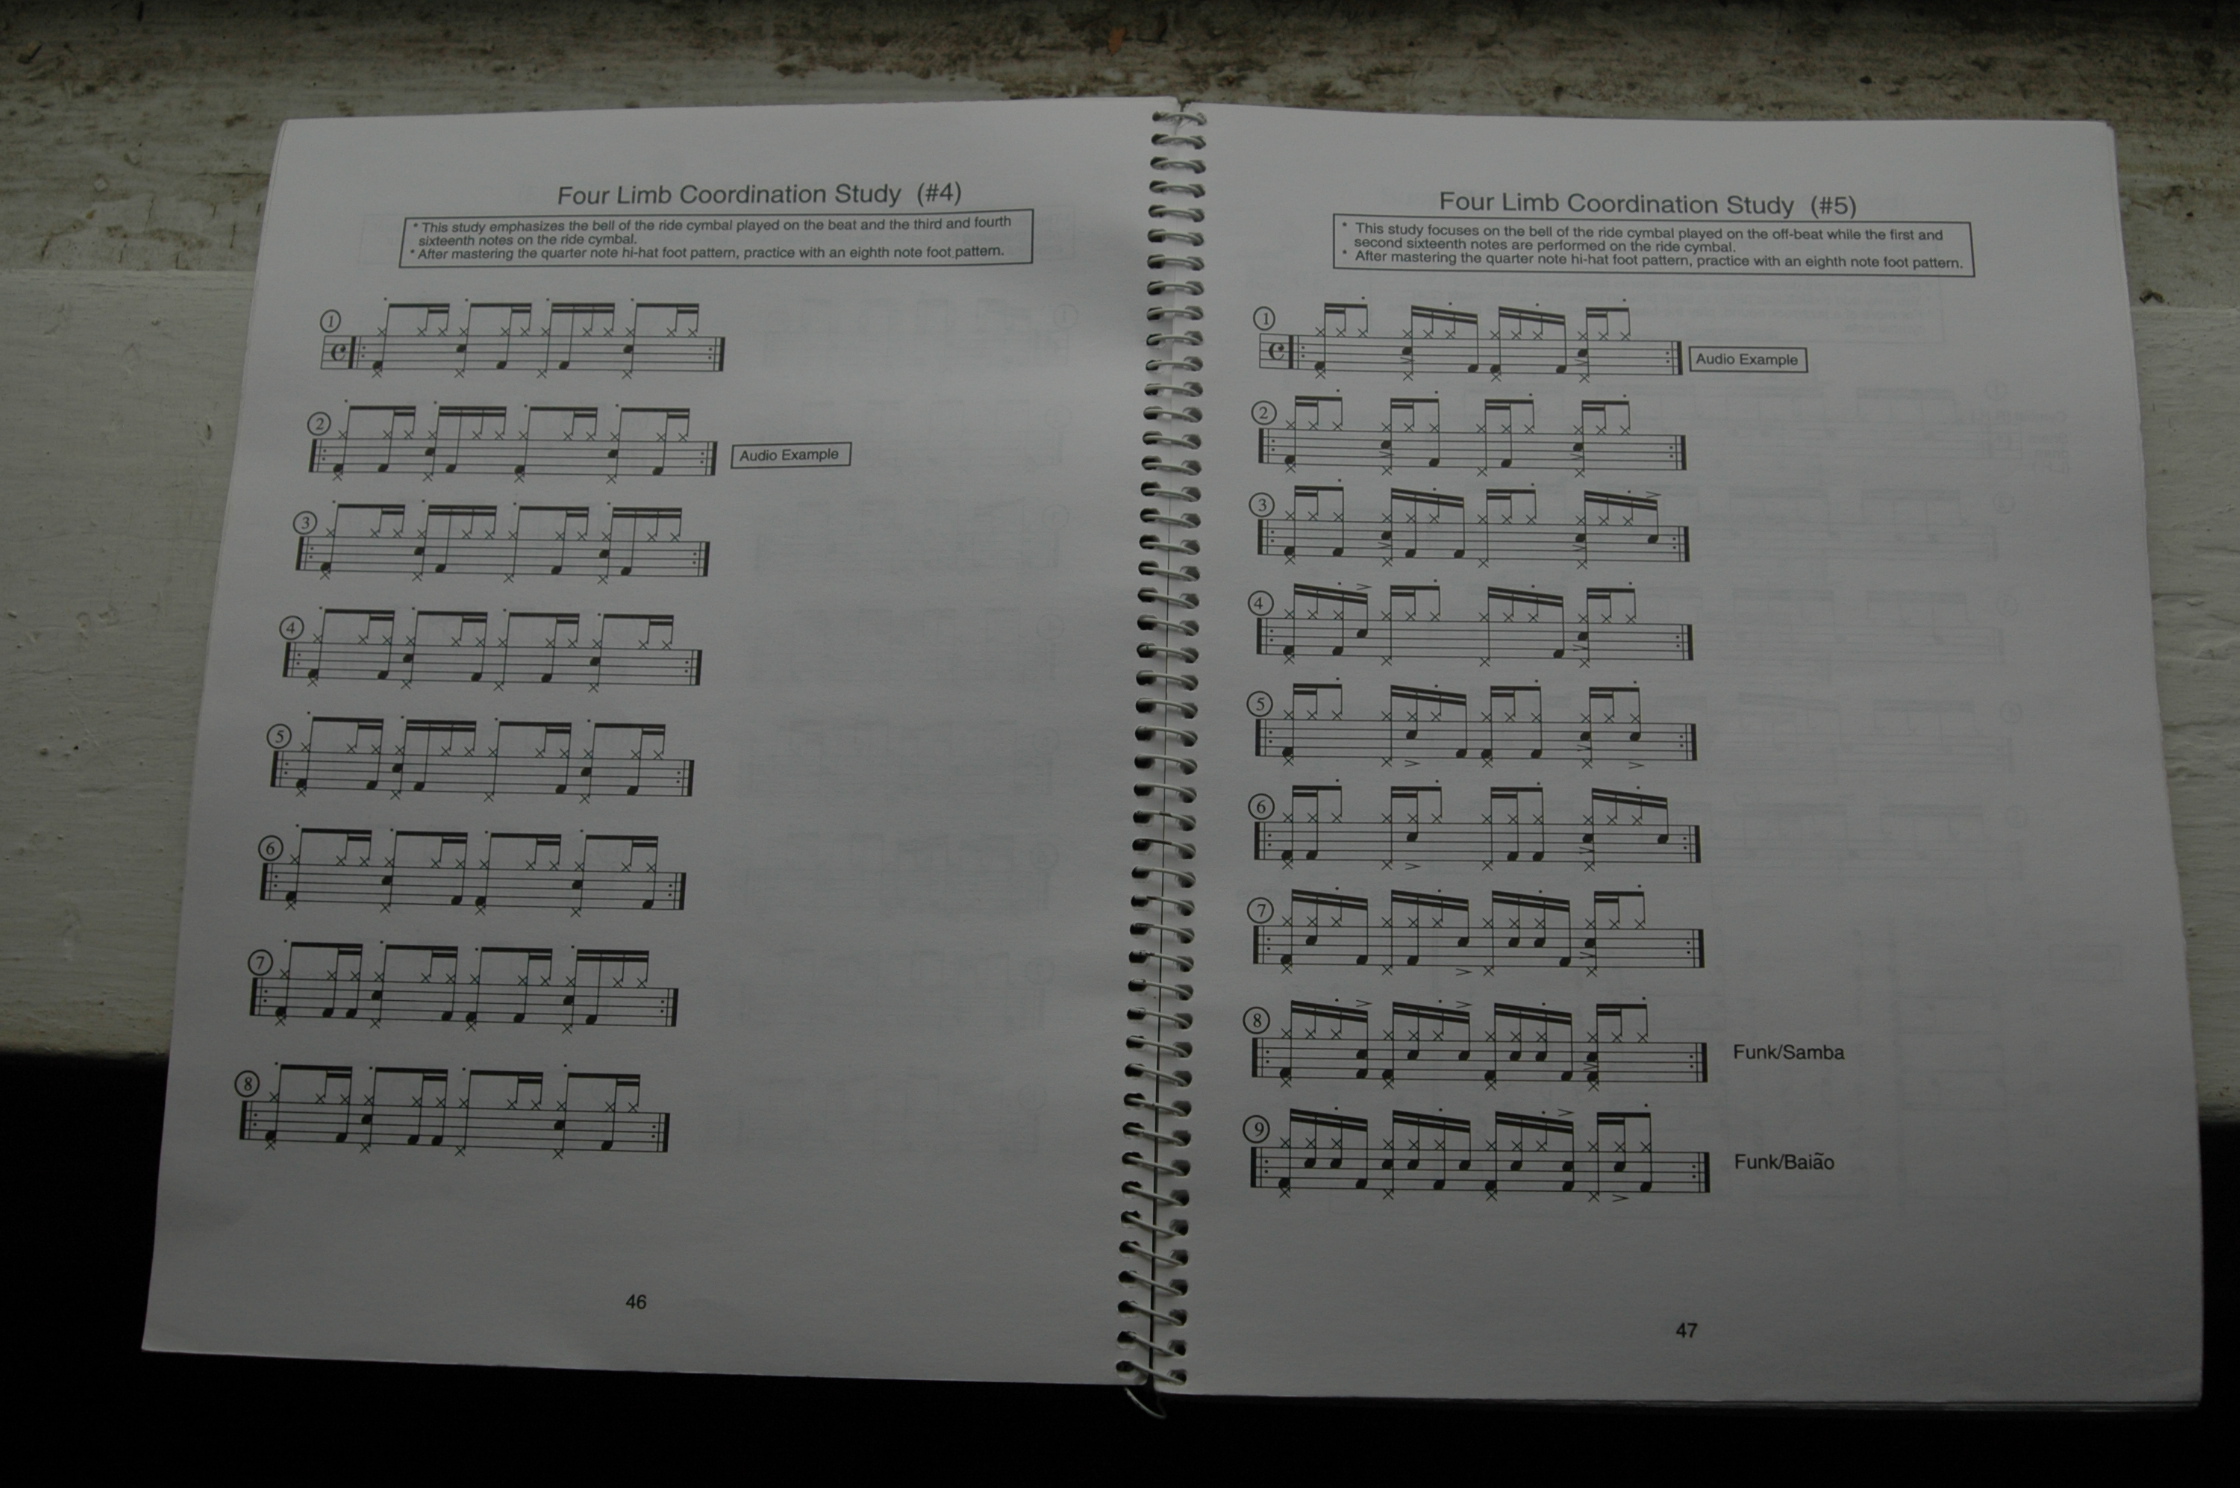 Four Limb Coordination Study (#4)
* This study emphasizes the bell of the ride cymbal played on the beat and the third and fourth
sixteenth notes on the ride cymbal.
* After mastering the quarter note hi-hat foot pattern, practice with an eighth note foot pattern.
1
2
Audio Example
3
4
5
6
7
8
46
Four Limb Coordination Study (#5)
* This study focuses on the bell of the ride cymbal played on the off-beat while the first and
second sixteenth notes are performed on the ride cymbal.
* After mastering the quarter note hi-hat foot pattern, practice with an eighth note foot pattern.
1
Audio Example
2
3
4
5
6
7
8
Funk/Samba
9
Funk/Baião
47